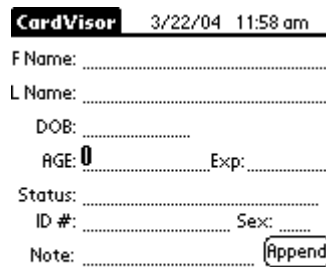 CardVisor 3/22/04 11:58 am
F Name:
L Name:
DOB:
AGE: 0 Exp:
Status:
ID #: Sex:
Note: Append